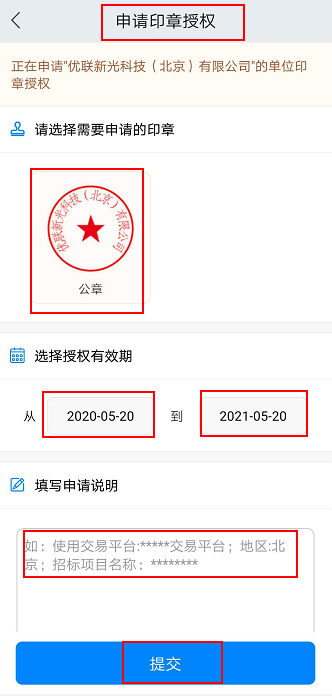 申请印章授权
正在申请"优联新光科技（北京）有限公司"的单位印
章授权
请选择需要申请的印章
优联新光科技（北京）有限公司
公章
选择授权有效期
从 2020-05-20 到 2021-05-20
填写申请说明
如：使用交易平台:*****交易平台；地区:北
京；招标项目名称：********
提交